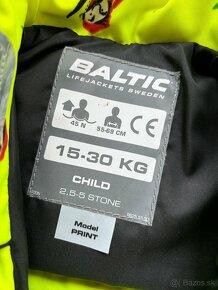 BALTIC
LIFEJACKETS SWEDEN
45 N
55-69 CM
CE
15-30 KG
CHILD
2.5-5 STONE
Model
PRINT
bazos.sk